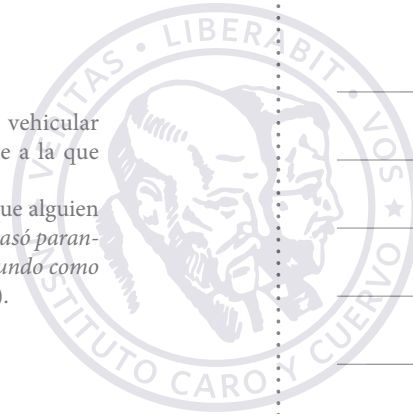 VERITAS • LIBERABIT • VOS
INSTITUTO CARO Y CUERVO
vehicular
e a la que
ue alguien
asó paran-
undo como
).